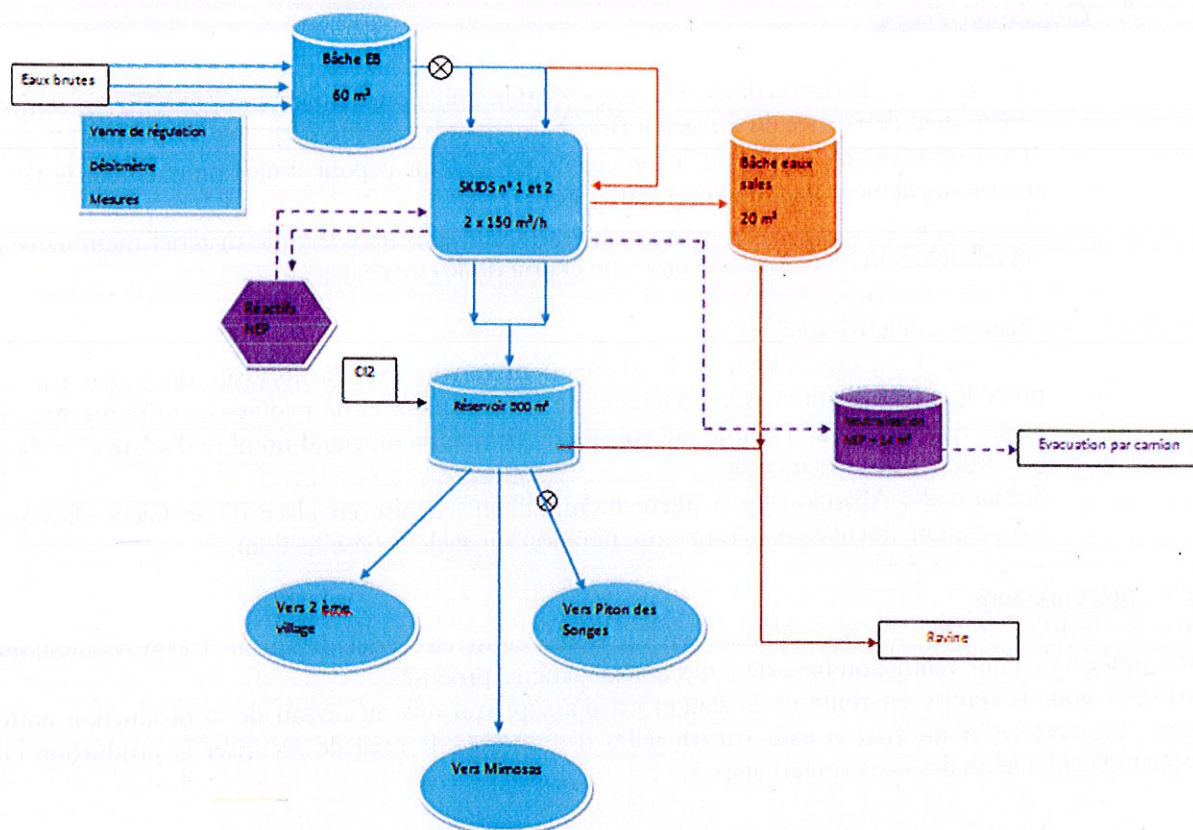 Eaux brutes
Bâche EB
60 m³
Vanne de régulation
Débitmètre
Mesures
SKIDS n° 1 et 2
2 x 150 m³/h
Bâche eaux
sales
20 m³
Réactifs
NEP
Cl2
Réservoir 500 m³
Neutralisation
NEP = 14 m³
Evacuation par camion
Vers 2 ème
village
Vers Piton des
Songes
Ravine
Vers Mimosas